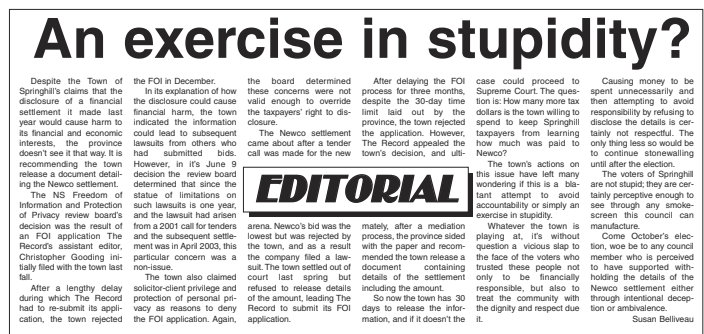 An exercise in stupidity?
Despite the Town of
Springhill's claims that the
disclosure of a financial
settlement it made last
year would cause harm to
its financial and economic
interests, the province
doesn't see it that way. It is
recommending the town
release a document detail-
ing the Newco settlement.
The NS Freedom of
Information and Protection
of Privacy review board's
decision was the result of
an FOI application The
Record's assistant editor,
Christopher Gooding ini-
tially filed with the town last
fall.
After a lengthy delay
during which The Record
had to re-submit its appli-
cation, the town rejected
the FOI in December.
In its explanation of how
the disclosure could cause
financial harm, the town
indicated the information
could lead to subsequent
lawsuits from others who
had submitted bids.
However, in it's June 9
decision the review board
determined that since the
statue of limitations on
such lawsuits is one year,
and the lawsuit had arisen
from a 2001 call for tenders
and the subsequent settle-
ment was in April 2003, this
particular concern was a
non-issue.
The town also claimed
solicitor-client privilege and
protection of personal pri-
vacy as reasons to deny
the FOI application. Again,
the board determined
these concerns were not
valid enough to override
the taxpayers' right to dis-
closure.
The Newco settlement
came about after a tender
call was made for the new
EDITORIAL
arena. Newco's bid was the
lowest but was rejected by
the town, and as a result
the company filed a law-
suit. The town settled out of
court last spring but
refused to release details
of the amount, leading The
Record to submit its FOI
application.
After delaying the FOI
process for three months,
despite the 30-day time
limit laid out by the
province, the town rejected
the application. However,
The Record appealed the
town's decision, and ulti-
mately, after a mediation
process, the province sided
with the paper and recom-
mended the town release a
document containing
details of the settlement
including the amount.
So now the town has 30
days to release the infor-
mation, and if it doesn't the
case could proceed to
Supreme Court. The ques-
tion is: How many more tax
dollars is the town willing to
spend to keep Springhill
taxpayers from learning
how much was paid to
Newco?
The town's actions on
this issue have left many
wondering if this is a bla-
tant attempt to avoid
accountability or simply an
exercise in stupidity.
Whatever the town is
playing at, it's without
question a vicious slap to
the face of the voters who
trusted these people not
only to be financially
responsible, but also to
treat the community with
the dignity and respect due
it.
Causing money to be
spent unnecessarily and
then attempting to avoid
responsibility by refusing to
disclose the details is cer-
tainly not respectful. The
only thing less so would be
to continue stonewalling
until after the election.
The voters of Springhill
are not stupid; they are cer-
tainly perceptive enough to
see through any smoke-
screen this council can
manufacture.
Come October's elec-
tion, woe be to any council
member who is perceived
to have supported with-
holding the details of the
Newco settlement either
through intentional decep-
tion or ambivalence.
Susan Belliveau